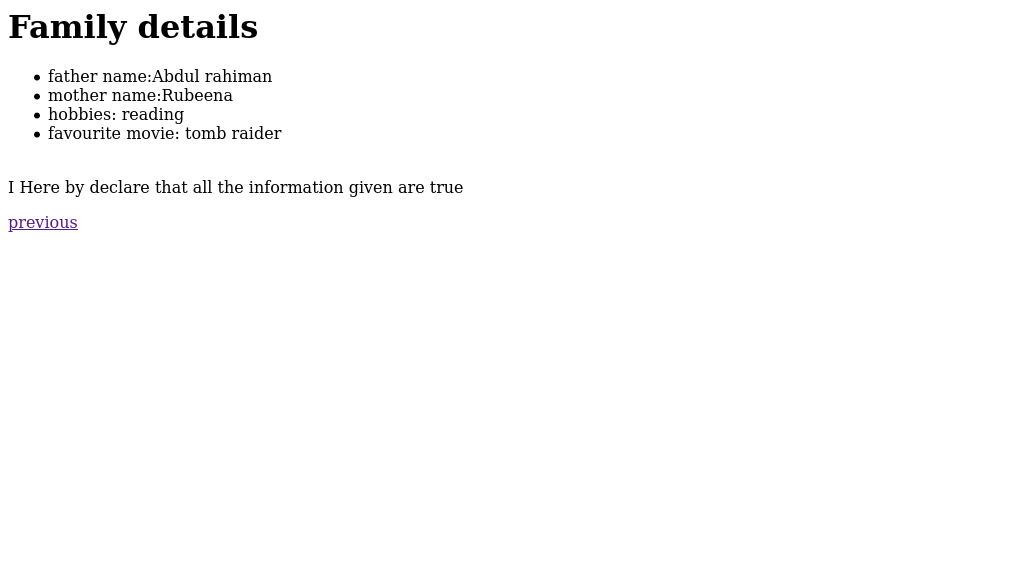 Family details
father name:Abdul rahiman
mother name:Rubeena
hobbies: reading
favourite movie: tomb raider
I Here by declare that all the information given are true
previous